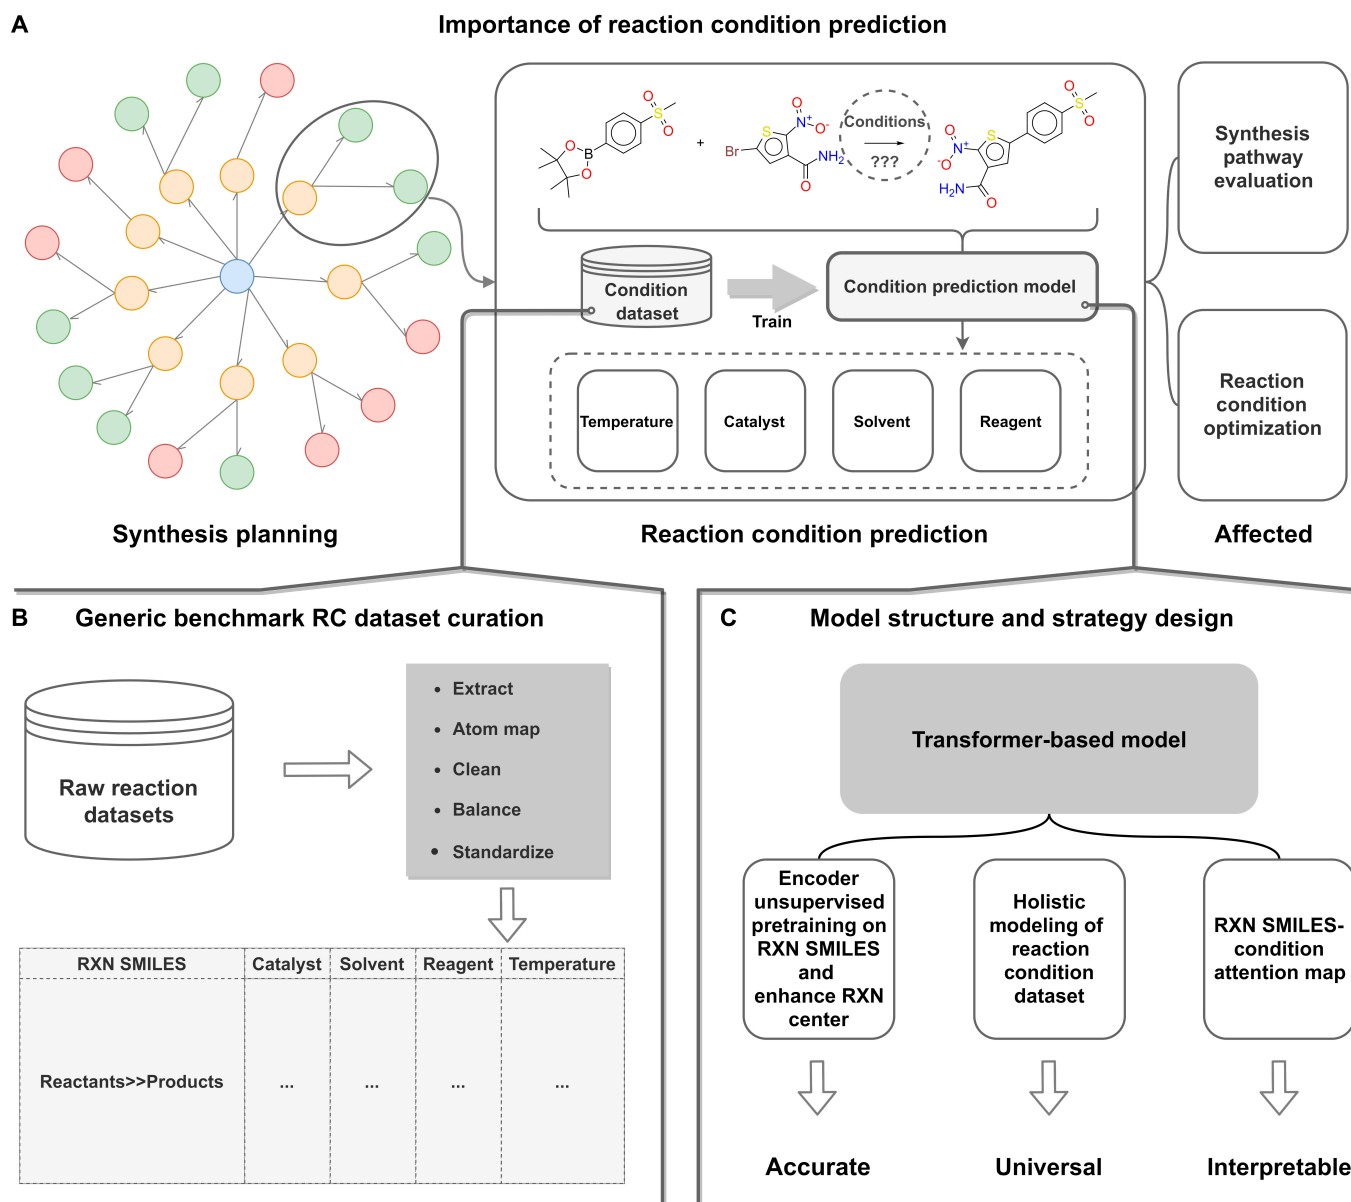 A
Importance of reaction condition prediction
O
S
O
O
B
O
+
Br
S
O
N+
O-
NH2
O
Conditions
???
O
S
O
S
O
N+
-O
H2N
O
Condition
dataset
Train
Condition prediction model
Temperature
Catalyst
Solvent
Reagent
Synthesis
pathway
evaluation
Reaction
condition
optimization
Synthesis planning
Reaction condition prediction
Affected
B
Generic benchmark RC dataset curation
Raw reaction
datasets
• Extract
• Atom map
• Clean
• Balance
• Standardize
RXN SMILES Catalyst Solvent Reagent Temperature
Reactants>>Products ... ... ... ...
C
Model structure and strategy design
Transformer-based model
Encoder
unsupervised
pretraining on
RXN SMILES
and
enhance RXN
center
Holistic
modeling of
reaction
condition
dataset
RXN SMILES-
condition
attention map
Accurate
Universal
Interpretable